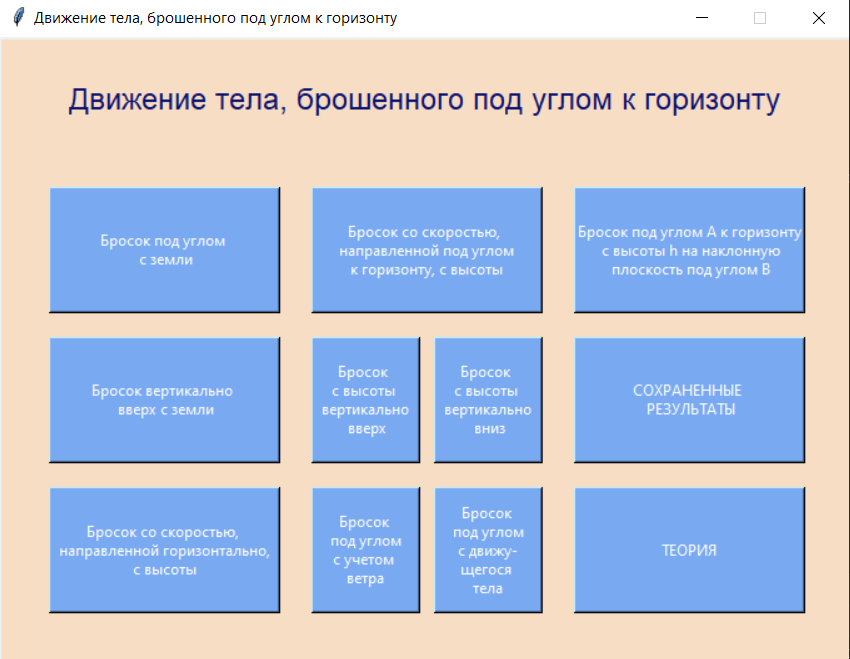 Движение тела, брошенного под углом к горизонту
Движение тела, брошенного под углом к горизонту
Бросок под углом
с земли
Бросок со скоростью,
направленной под углом
к горизонту, с высоты
Бросок под углом A к горизонту
с высоты h на наклонную
плоскость под углом B
Бросок вертикально
вверх с земли
Бросок
с высоты
вертикально
вверх
Бросок
с высоты
вертикально
вниз
СОХРАНЕННЫЕ
РЕЗУЛЬТАТЫ
Бросок со скоростью,
направленной горизонтально,
с высоты
Бросок
под углом
с учетом
ветра
Бросок
под углом
с движу-
щегося
тела
ТЕОРИЯ